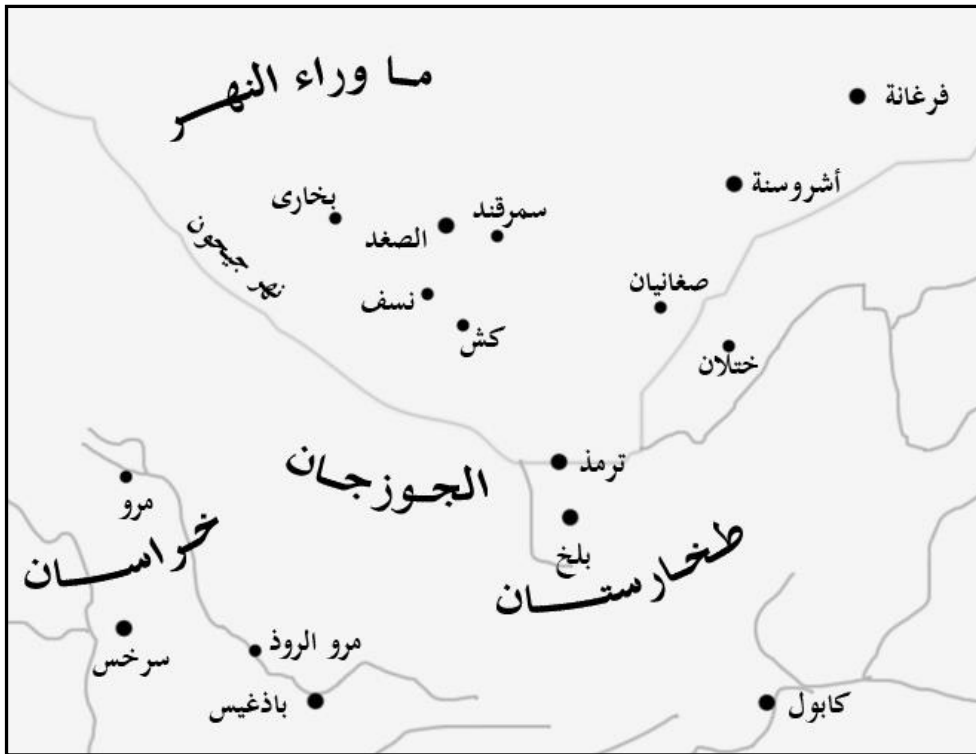 ما وراء النهر
فرغانة
أشروسنة
بخارى
سمرقند
الصغد
نهر جيحون
صغانيان
نسف
كش
ختلان
ترمذ
الجوزجان
مرو
بلخ
خراسان
طخارستان
سرخس
مرو الروذ
باذغيس
كابول